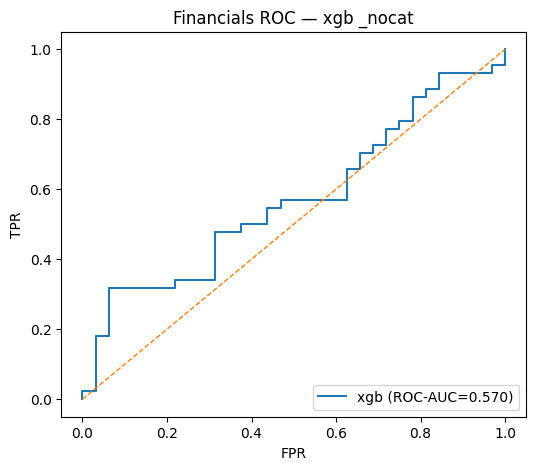 Financials ROC — xgb _nocat
1.0
0.8
0.6
0.4
0.2
0.0
TPR
0.0 0.2 0.4 0.6 0.8 1.0
FPR
xgb (ROC-AUC=0.570)